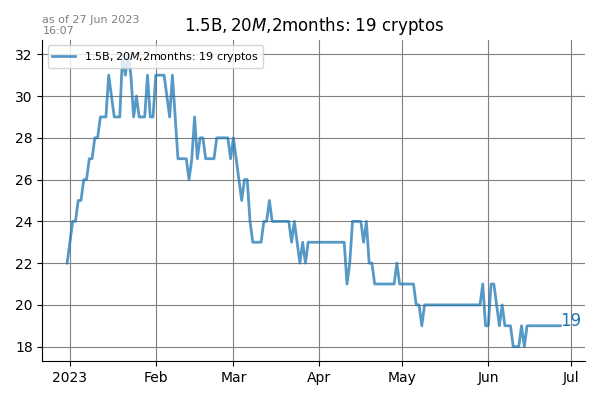 as of 27 Jun 2023
16:07
1.5B, 20M,2months: 19 cryptos
1.5B, 20M,2months: 19 cryptos
32
30
28
26
24
22
20
18
19
2023 Feb Mar Apr May Jun Jul